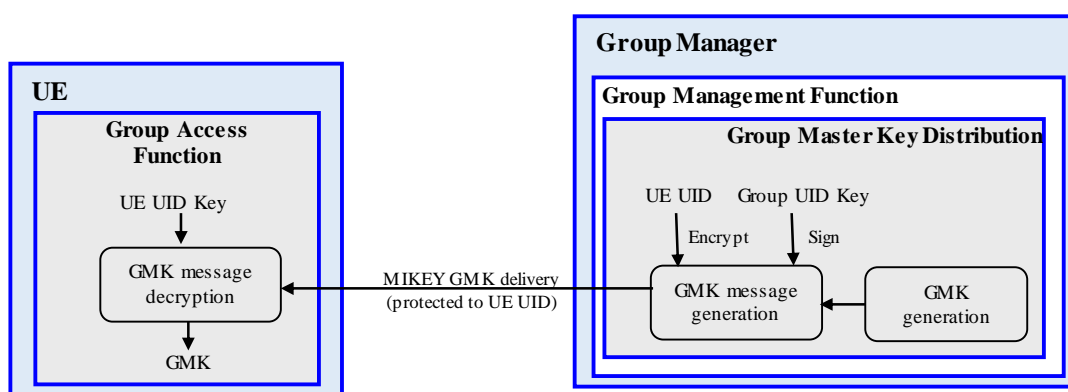 Group Manager
UE
Group Management Function
Group Access
Function
Group Master Key Distribution
UE UID Key
UE UID
Group UID Key
Encrypt
Sign
GMK message
decryption
MIKEY GMK delivery
(protected to UE UID)
GMK message
generation
GMK
generation
GMK